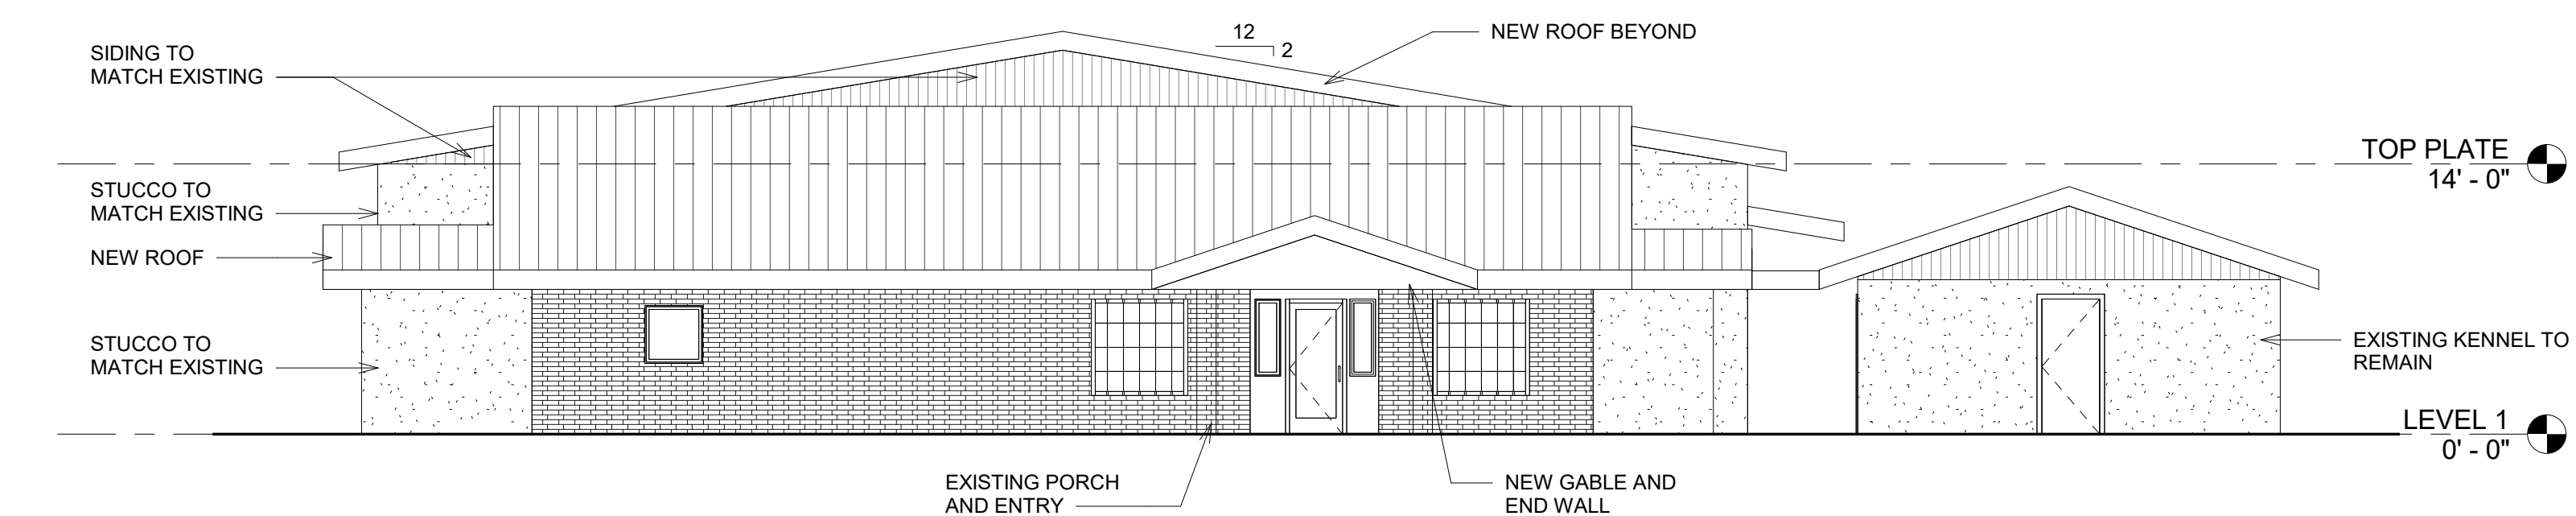 SIDING TO
MATCH EXISTING
12
2
NEW ROOF BEYOND
TOP PLATE
14' - 0"
STUCCO TO
MATCH EXISTING
NEW ROOF
STUCCO TO
MATCH EXISTING
EXISTING KENNEL TO
REMAIN
LEVEL 1
0' - 0"
EXISTING PORCH
AND ENTRY
NEW GABLE AND
END WALL